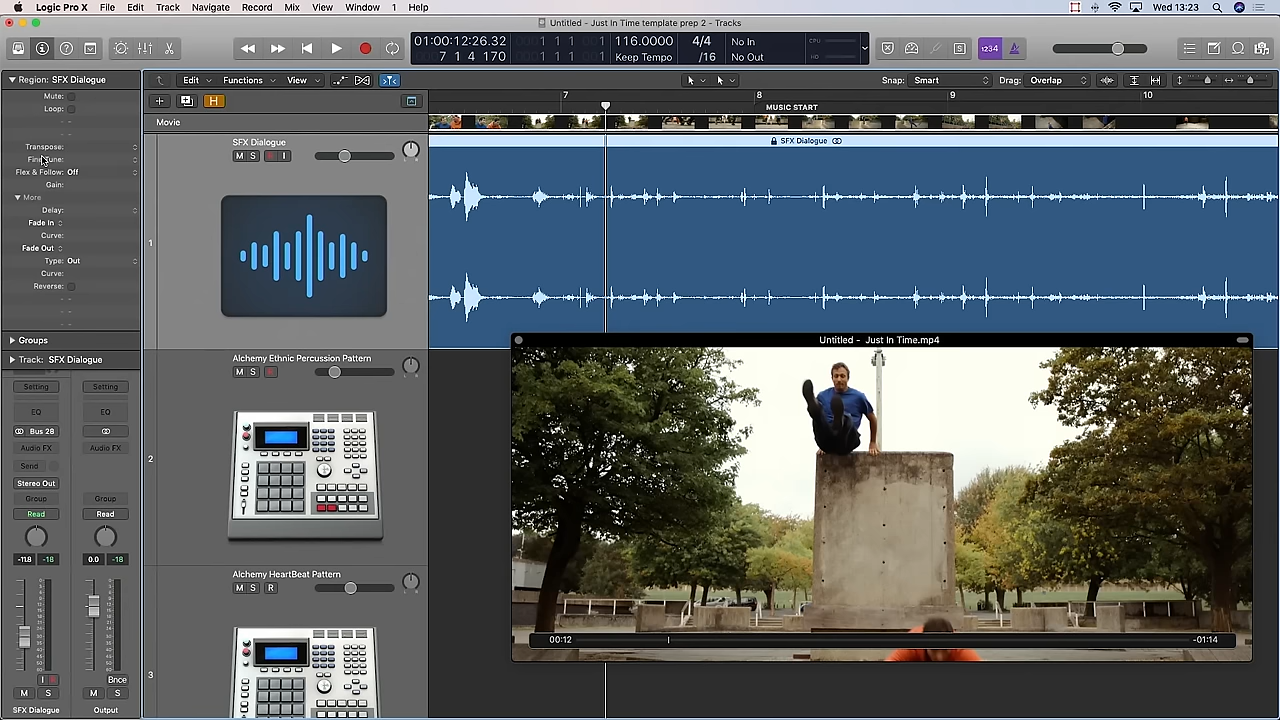 Logic Pro X File Edit Track Navigate Record Mix View Window 1 Help Wed 13:23
Untitled - Just In Time template prep 2 - Tracks
01:00:12:26.32 1 1 1 1 116.0000 4/4 No In CPU
7 1 4 170 1 1 1 1 Keep Tempo /16 No Out HD
1234
Region: SFX Dialogue
Edit Functions View Snap: Smart Drag: Overlap
Mute:
Loop:
Transpose:
Fine Tune:
Flex & Follow: Off
Gain:
More
Delay:
Fade In
Curve:
Fade Out
Type: Out
Curve:
Reverse:
Groups
Track: SFX Dialogue
Setting Setting
EQ EQ
Bus 28
Audio FX Audio FX
Send
Stereo Out
Group Group
Read Read
-11.8 -18 0.0 -18
I R Bnce
M S M S
SFX Dialogue Output
H
7 8 9 10
MUSIC START
Movie
SFX Dialogue
M S R I
1
SFX Dialogue
Alchemy Ethnic Percussion Pattern
M S R
2
Alchemy HeartBeat Pattern
M S R
3
Untitled - Just In Time.mp4
00:12 -01:14